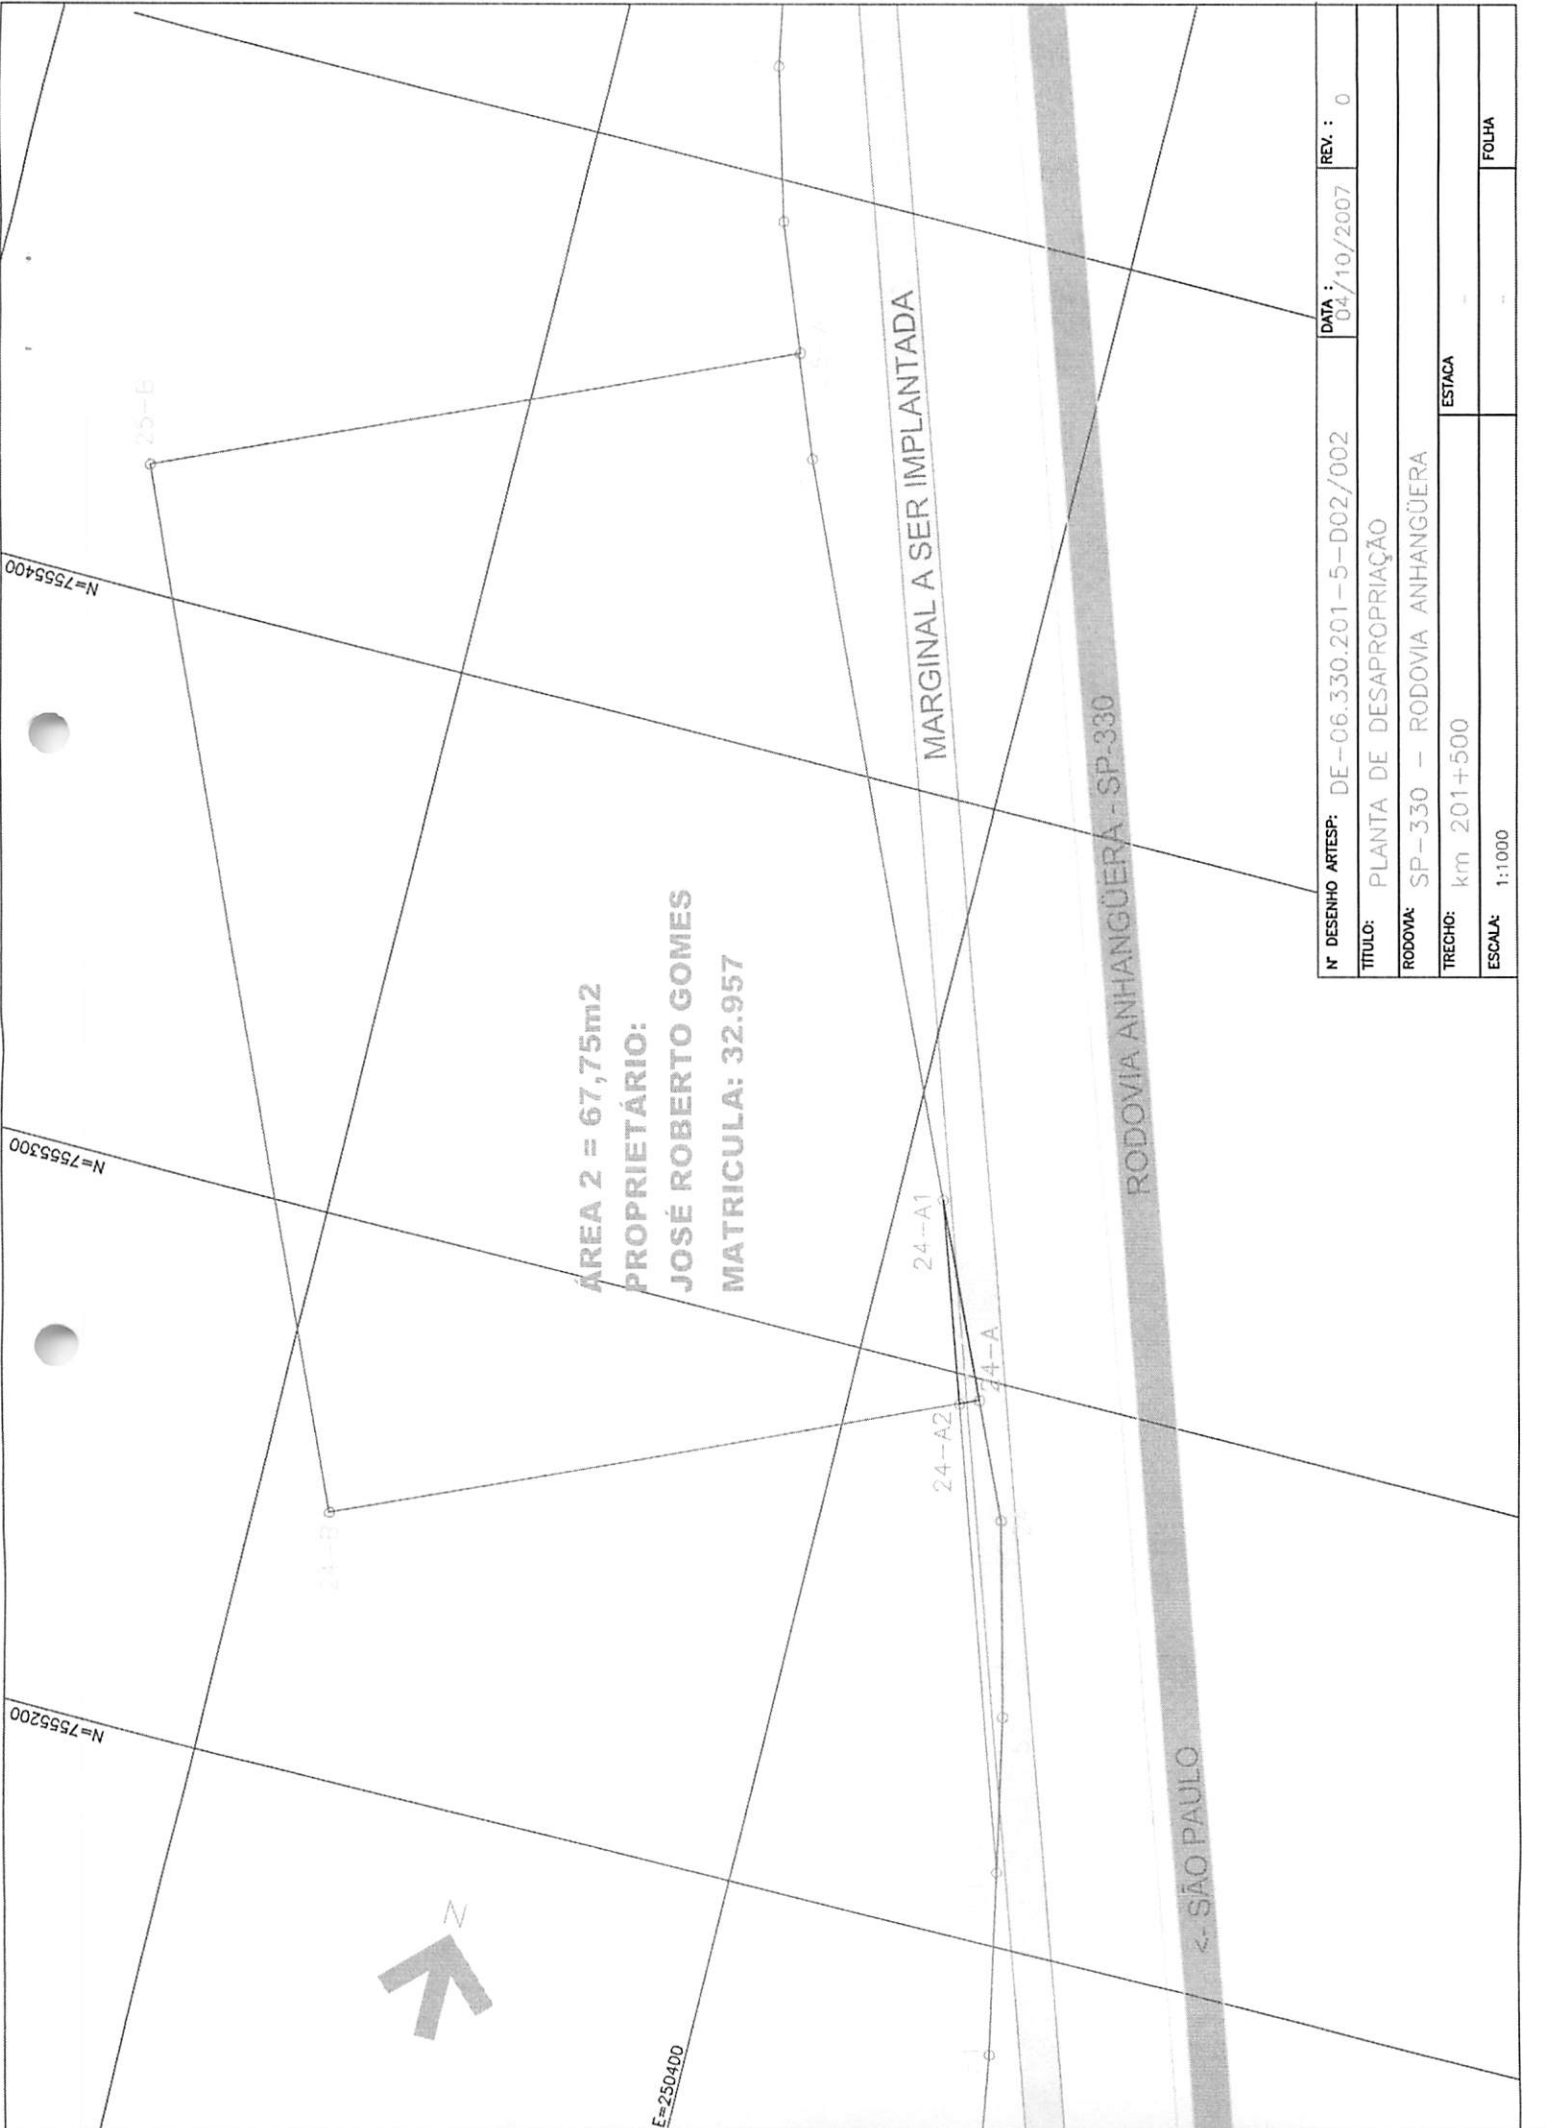 N=7555200
N=7555300
N=7555400
E=250400
N
25-B
24-B
ÁREA 2 = 67,75m2
PROPRIETÁRIO:
JOSÉ ROBERTO GOMES
MATRICULA: 32.957
24-A2
24-A1
24-A
MARGINAL A SER IMPLANTADA
RODOVIA ANHANGÜERA - SP-330
<- SÃO PAULO
N° DESENHO ARTESP: DE-06.330.201-5-D02/002
DATA : 04/10/2007
REV. : 0
TÍTULO: PLANTA DE DESAPROPRIAÇÃO
RODOVIA: SP-330 - RODOVIA ANHANGÜERA
TRECHO: km 201+500
ESTACA -
ESCALA: 1:1000
-
FOLHA